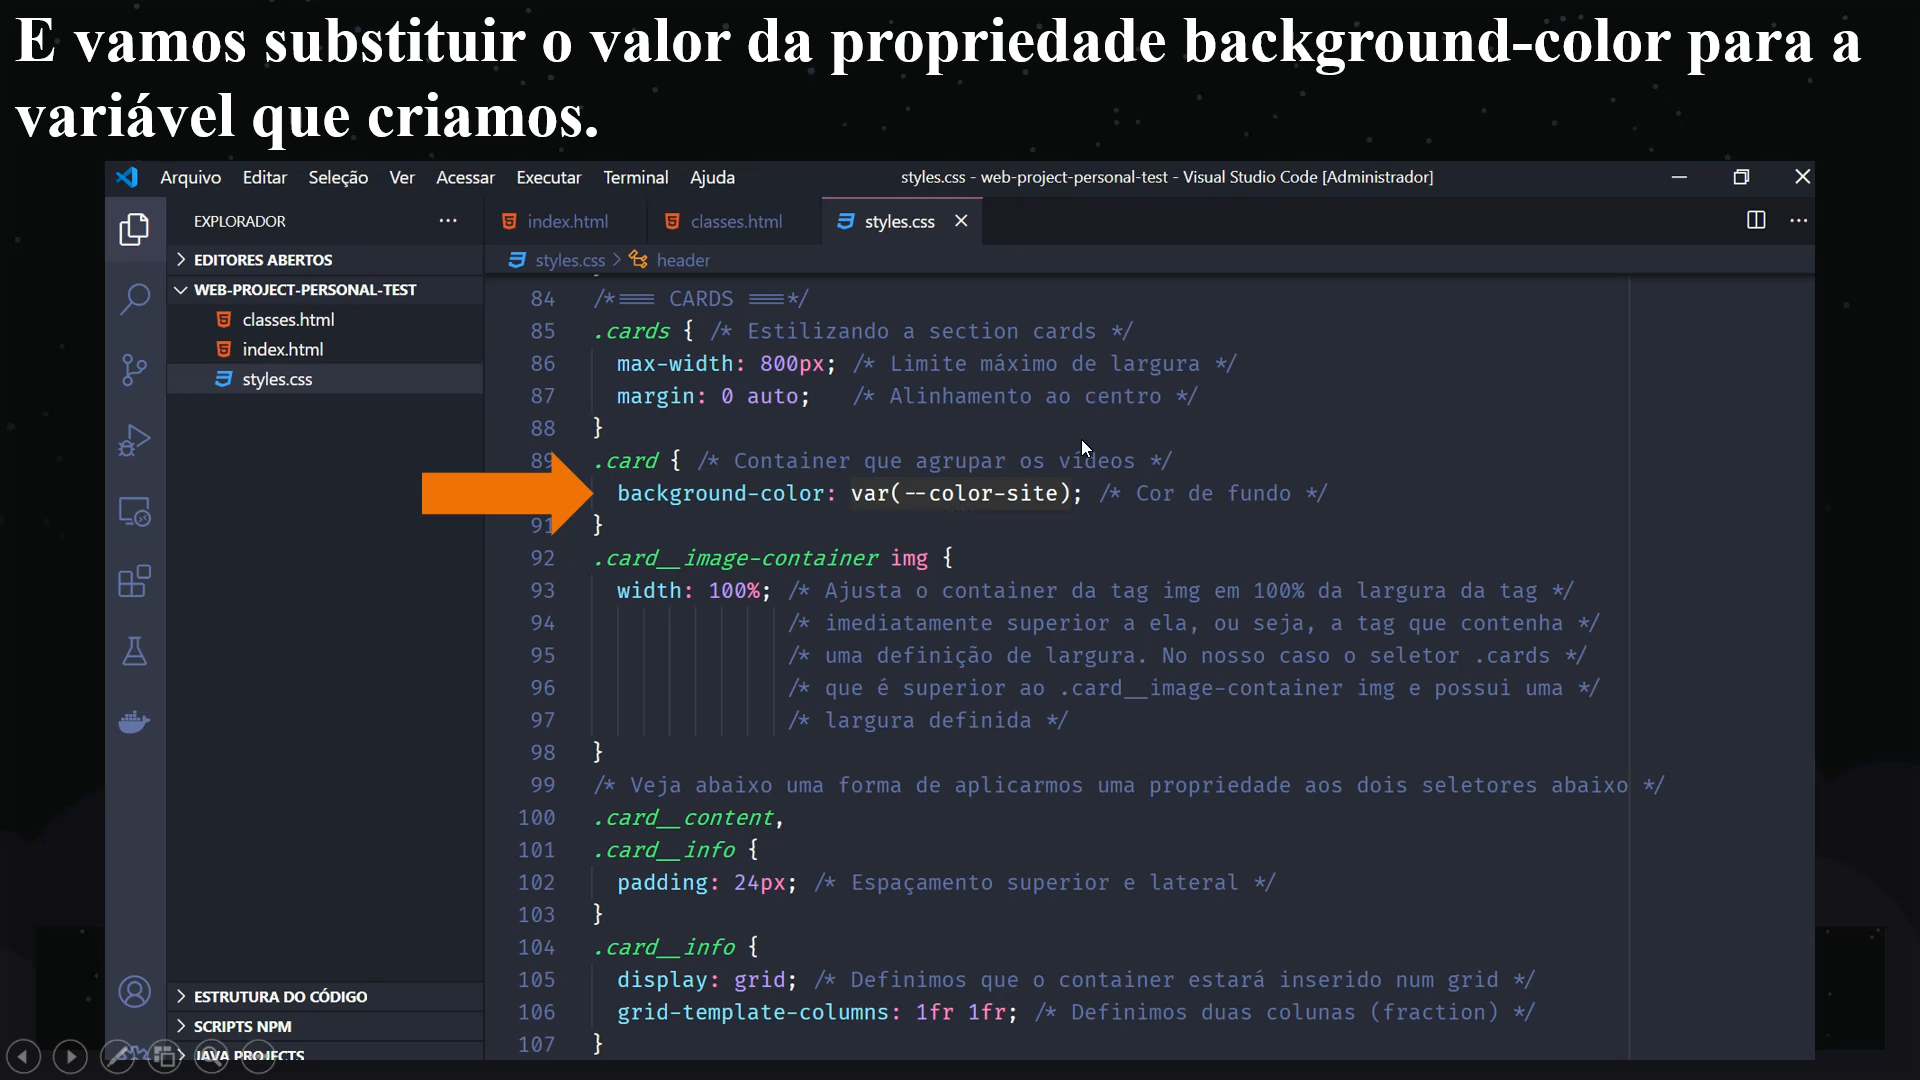 E vamos substituir o valor da propriedade background-color para a
variável que criamos.
Arquivo Editar Seleção Ver Acessar Executar Terminal Ajuda
styles.css - web-project-personal-test - Visual Studio Code [Administrador]
EXPLORADOR
EDITORES ABERTOS
WEB-PROJECT-PERSONAL-TEST
classes.html
index.html
styles.css
ESTRUTURA DO CÓDIGO
SCRIPTS NPM
JAVA PROJECTS
index.html classes.html styles.css
styles.css > header
84 /*=== CARDS ===*/
85 .cards { /* Estilizando a section cards */
86 max-width: 800px; /* Limite máximo de largura */
87 margin: 0 auto; /* Alinhamento ao centro */
88 }
89 .card { /* Container que agrupar os vídeos */
background-color: var(--color-site); /* Cor de fundo */
91 }
92 .card__image-container img {
93 width: 100%; /* Ajusta o container da tag img em 100% da largura da tag */
94 /* imediatamente superior a ela, ou seja, a tag que contenha */
95 /* uma definição de largura. No nosso caso o seletor .cards */
96 /* que é superior ao .card__image-container img e possui uma */
97 /* largura definida */
98 }
99 /* Veja abaixo uma forma de aplicarmos uma propriedade aos dois seletores abaixo */
100 .card__content,
101 .card__info {
102 padding: 24px; /* Espaçamento superior e lateral */
103 }
104 .card__info {
105 display: grid; /* Definimos que o container estará inserido num grid */
106 grid-template-columns: 1fr 1fr; /* Definimos duas colunas (fraction) */
107 }